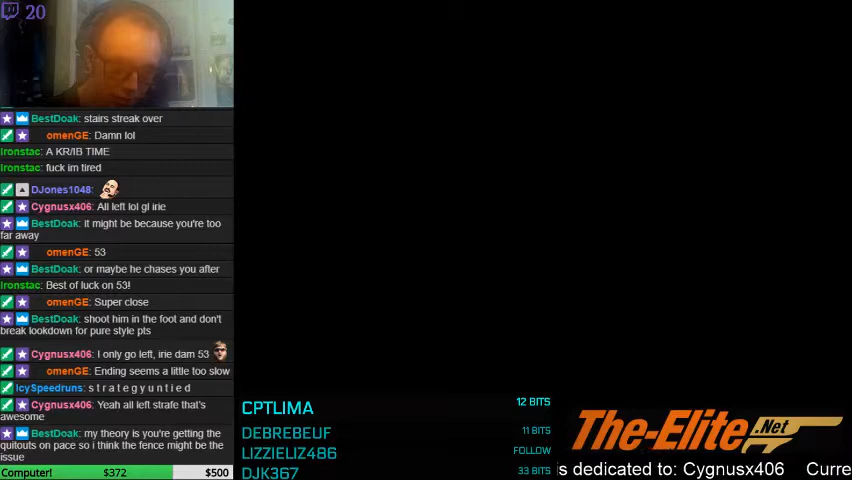 20
BestDoak: stairs streak over
omenGE: Damn lol
Ironstac: A KR/IB TIME
Ironstac: fuck im tired
DJones1048:
Cygnusx406: All left lol gl irie
BestDoak: it might be because you're too
far away
omenGE: 53
BestDoak: or maybe he chases you after
Ironstac: Best of luck on 53!
omenGE: Super close
BestDoak: shoot him in the foot and don't
break lookdown for pure style pts
Cygnusx406: I only go left, irie dam 53
omenGE: Ending seems a little too slow
IcySpeedruns: s t r a t e g y u n t i e d
Cygnusx406: Yeah all left strafe that's
awesome
BestDoak: my theory is you're getting the
quitouts on pace so i think the fence might be the
issue
Computer! $372 $500
CPTLIMA 12 BITS
DEBREBEUF 11 BITS
LIZZIELIZ486 FOLLOW
DJK367 33 BITS
The-Elite.Net
is dedicated to: Cygnusx406 Curre